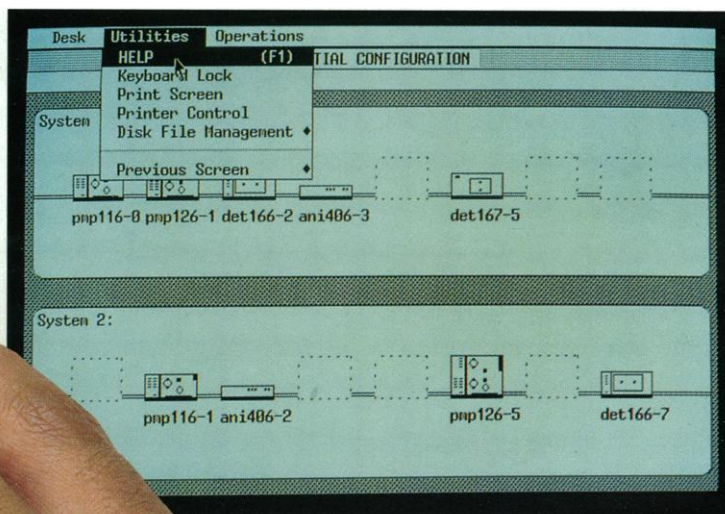 Desk Utilities Operations
HELP (F1)
TIAL CONFIGURATION
Keyboard Lock
Print Screen
Printer Control
System
Disk File Management
Previous Screen
pmp116-0 pmp126-1 det166-2 ani406-3 det167-5
System 2:
pmp116-1 ani406-2 pmp126-5 det166-7